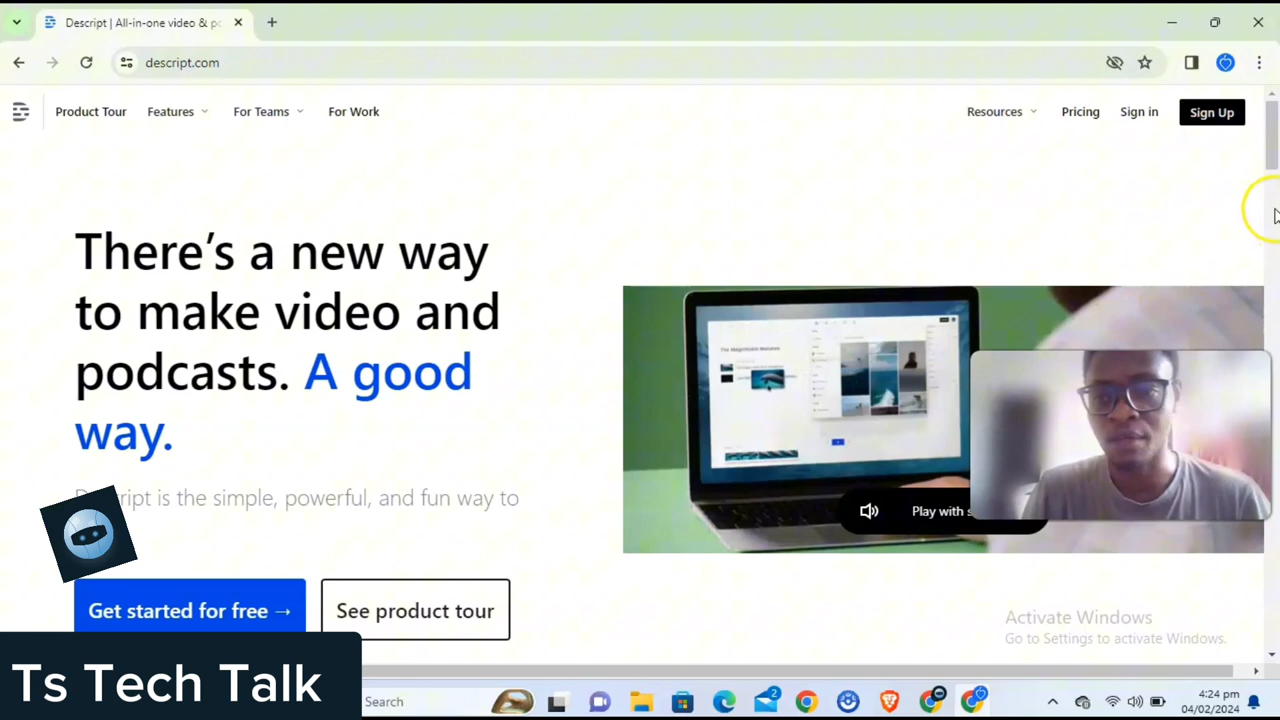 Descript | All-in-one video & po
descript.com
Product Tour
Features
For Teams
For Work
Resources
Pricing
Sign in
Sign Up
There's a new way
to make video and
podcasts. A good
way.
Descript is the simple, powerful, and fun way to
Play with s
Get started for free →
See product tour
Activate Windows
Go to Settings to activate Windows.
Ts Tech Talk
Search
2
4:24 pm
04/02/2024